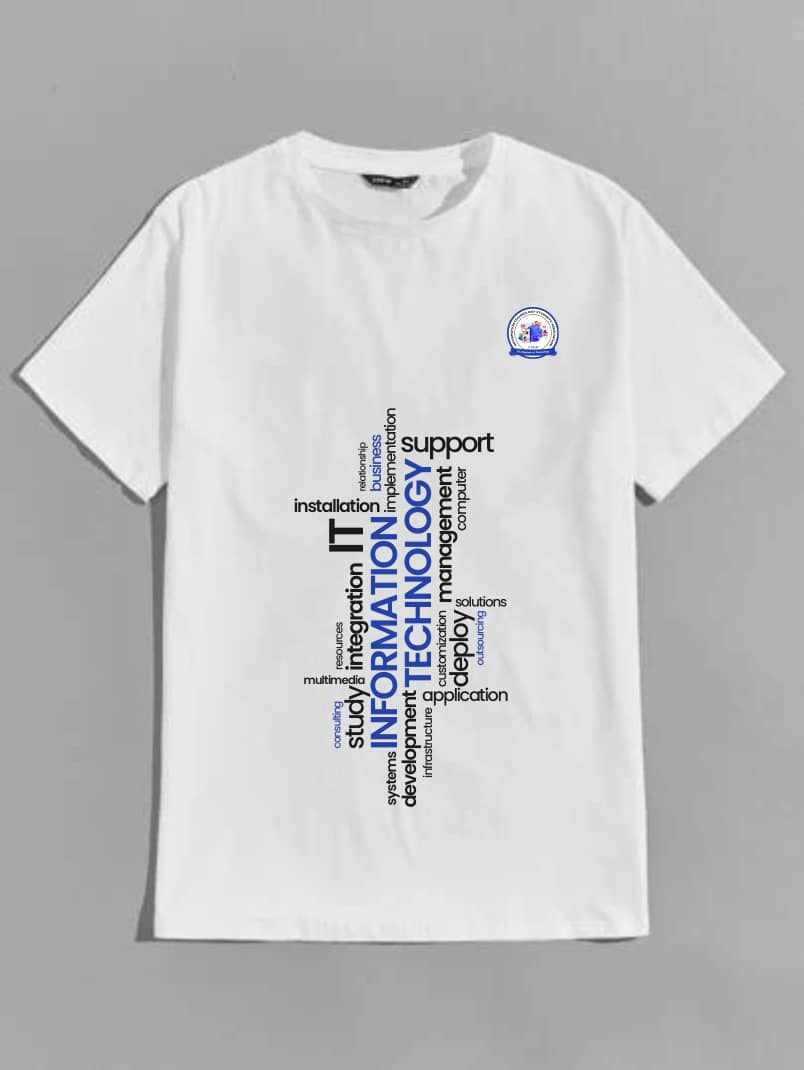 relationship
business
implementation
support
installation
IT
INFORMATION
TECHNOLOGY
management
computer
integration
resources
solutions
customization
deploy
outsourcing
multimedia
application
consulting
study
development
infrastructure
systems